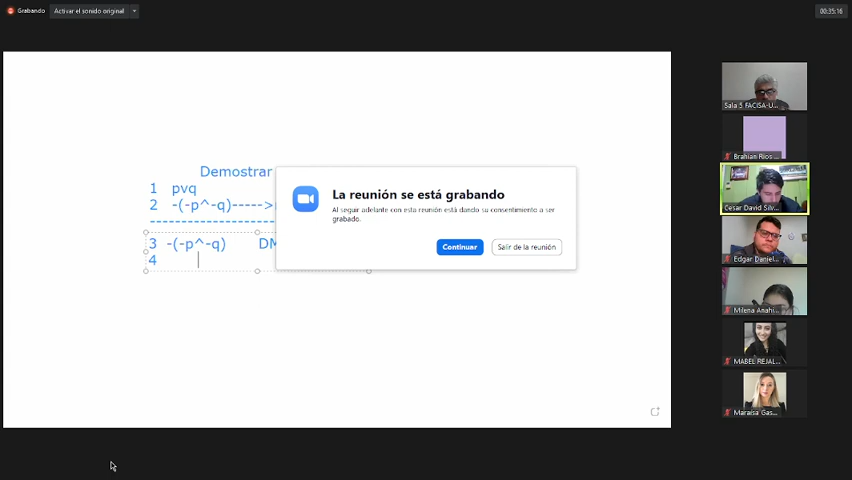 Grabando
Activar el sonido original
00:35:16
Demostrar
1 pvq
2 -(-p^-q)----->
3 -(-p^-q) DM
4
La reunión se está grabando
Al seguir adelante con esta reunión está dando su consentimiento a ser
grabado.
Continuar
Salir de la reunión
Sala 5 FACISA-U...
Brahian Rios ...
Cesar David Silv...
Edgar Daniel...
Milena Anahi...
MABEL REJAL...
Maraisa Gas...